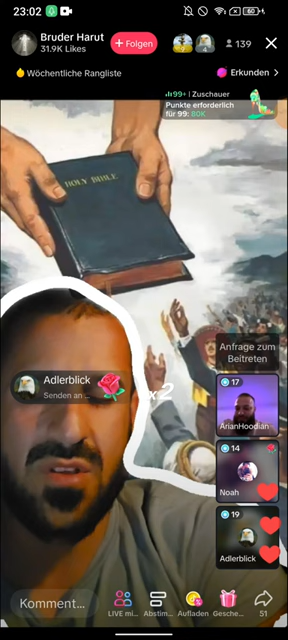 23:02
60
Bruder Harut
31.9K Likes
+ Folgen
139
Wöchentliche Rangliste
Erkunden >
99+ | Zuschauer
Punkte erforderlich
für 99: 80K
HOLY BIBLE
Anfrage zum
Beitreten
Adlerblick
Senden an ..
x2
17
ArianHoodian
14
Noah
19
Adlerblick
Komment...
LIVE mi...
Abstim...
Aufladen
Gesche...
51